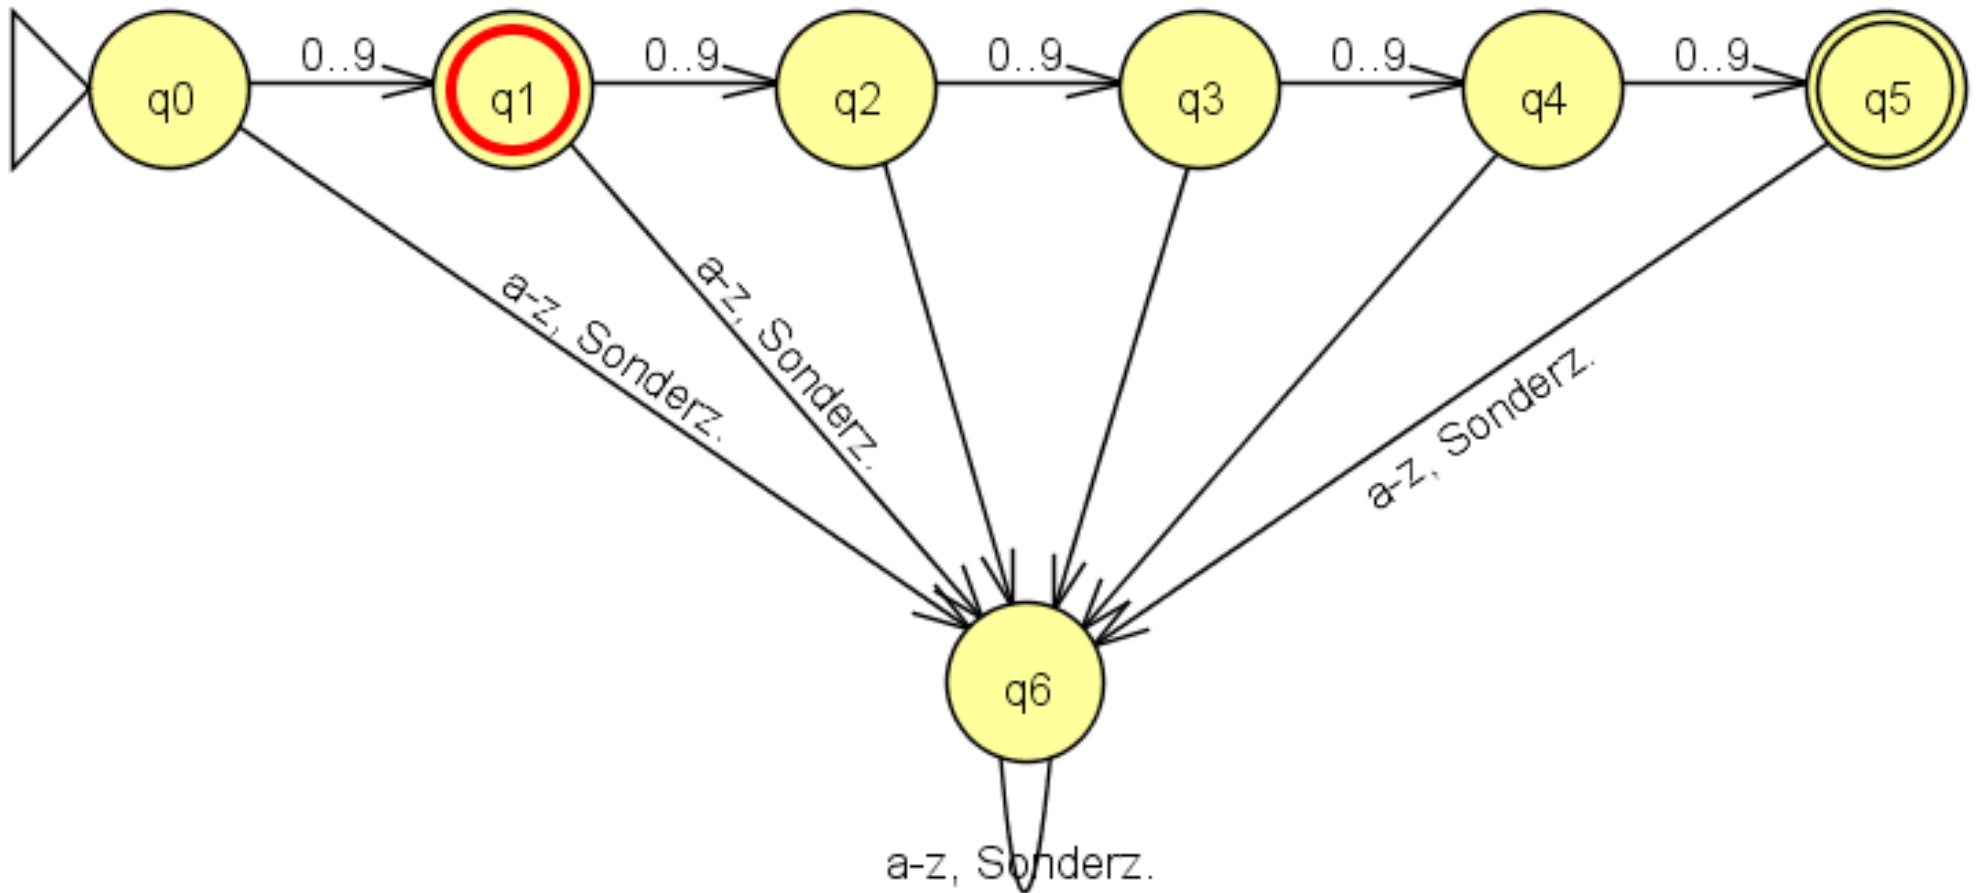 0..9 0..9 0..9 0..9 0..9
q0 q1 q2 q3 q4 q5
a-z, Sonderz.
a-z, Sonderz.
a-z, Sonderz.
q6
a-z, Sonderz.